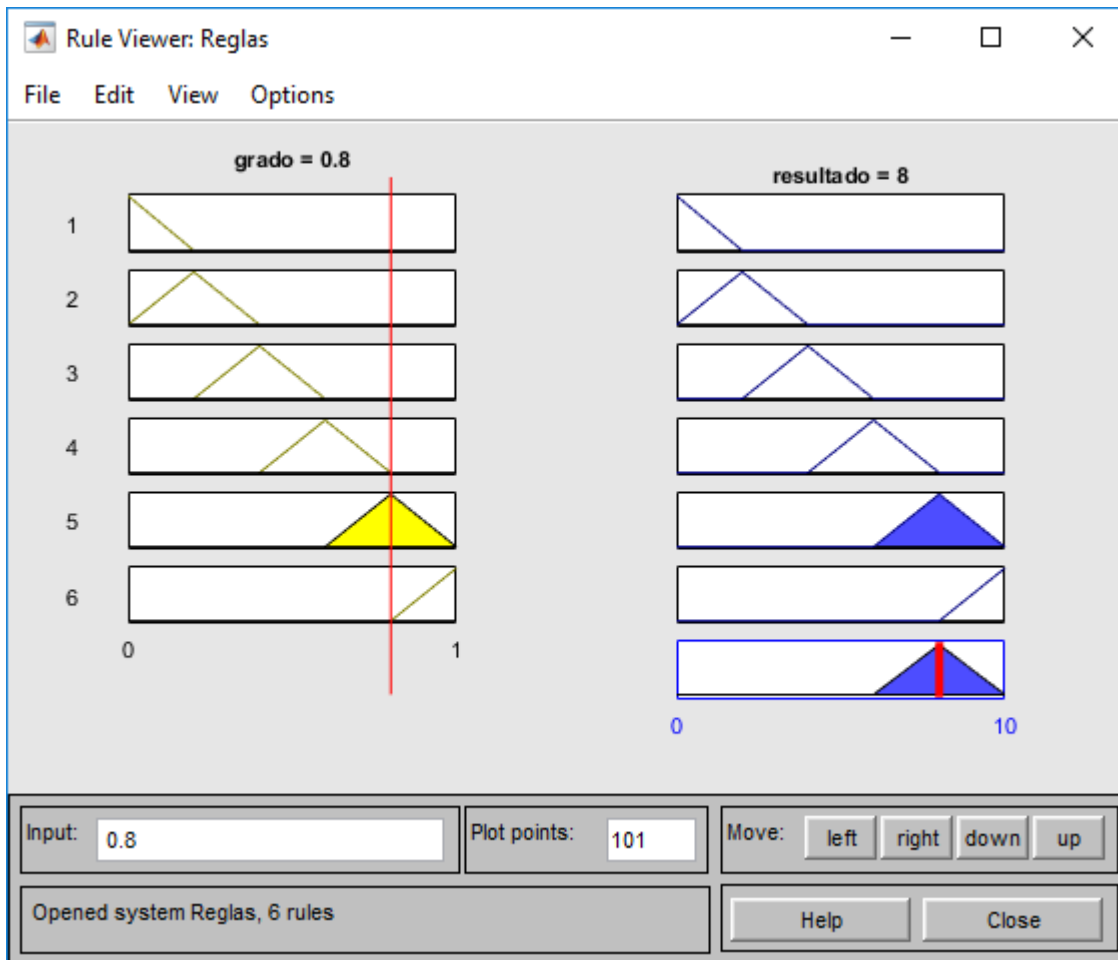 Rule Viewer: Reglas
File Edit View Options
grado = 0.8
resultado = 8
1
2
3
4
5
6
0 1
0 10
Input: 0.8 Plot points: 101 Move: left right down up
Opened system Reglas, 6 rules Help Close